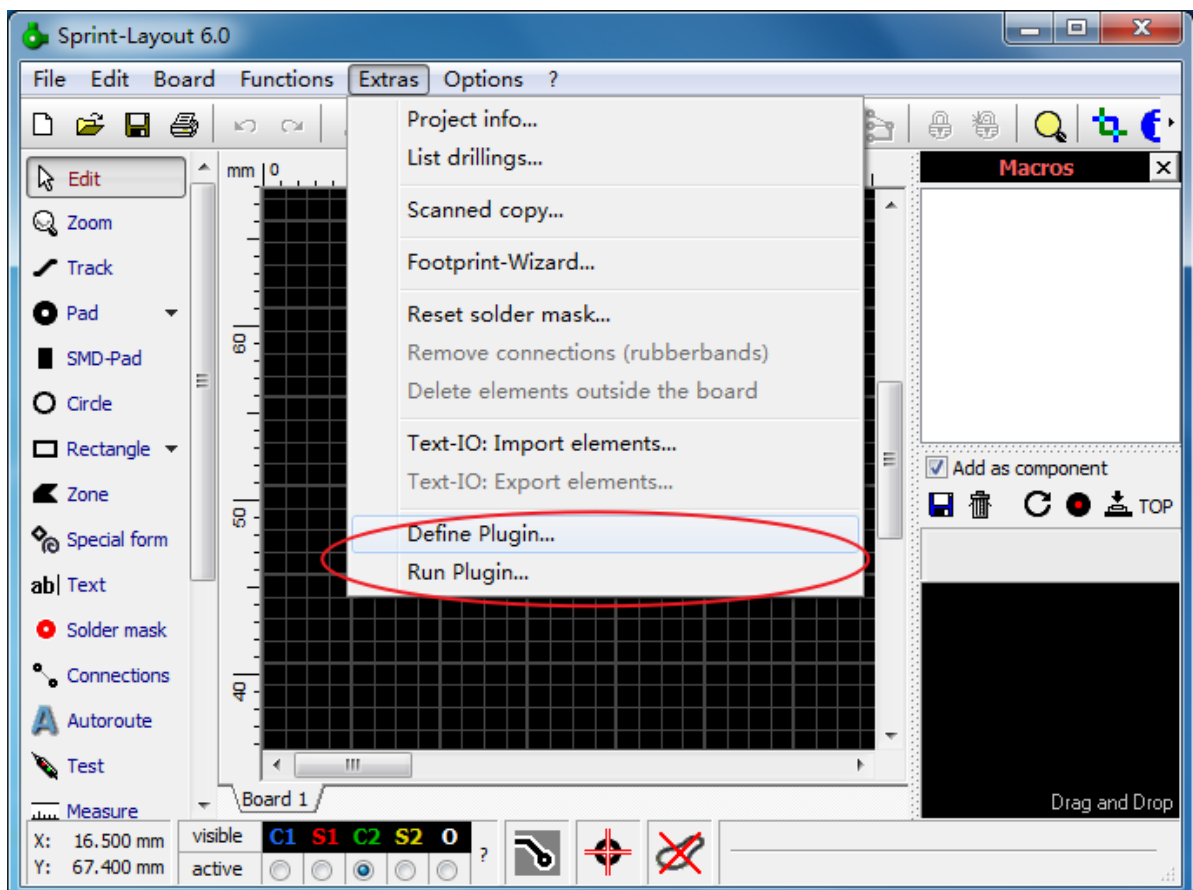 Sprint-Layout 6.0
File Edit Board Functions Extras Options ?
Project info...
List drillings...
Scanned copy...
Footprint-Wizard...
Reset solder mask...
Remove connections (rubberbands)
Delete elements outside the board
Text-IO: Import elements...
Text-IO: Export elements...
Define Plugin...
Run Plugin...
Edit
Zoom
Track
Pad
SMD-Pad
Circle
Rectangle
Zone
Special form
ab| Text
Solder mask
Connections
Autoroute
Test
Measure
mm 0
60
50
40
Board 1
Macros
Add as component
TOP
Drag and Drop
X: 16.500 mm
Y: 67.400 mm
visible C1 S1 C2 S2 O
active
?